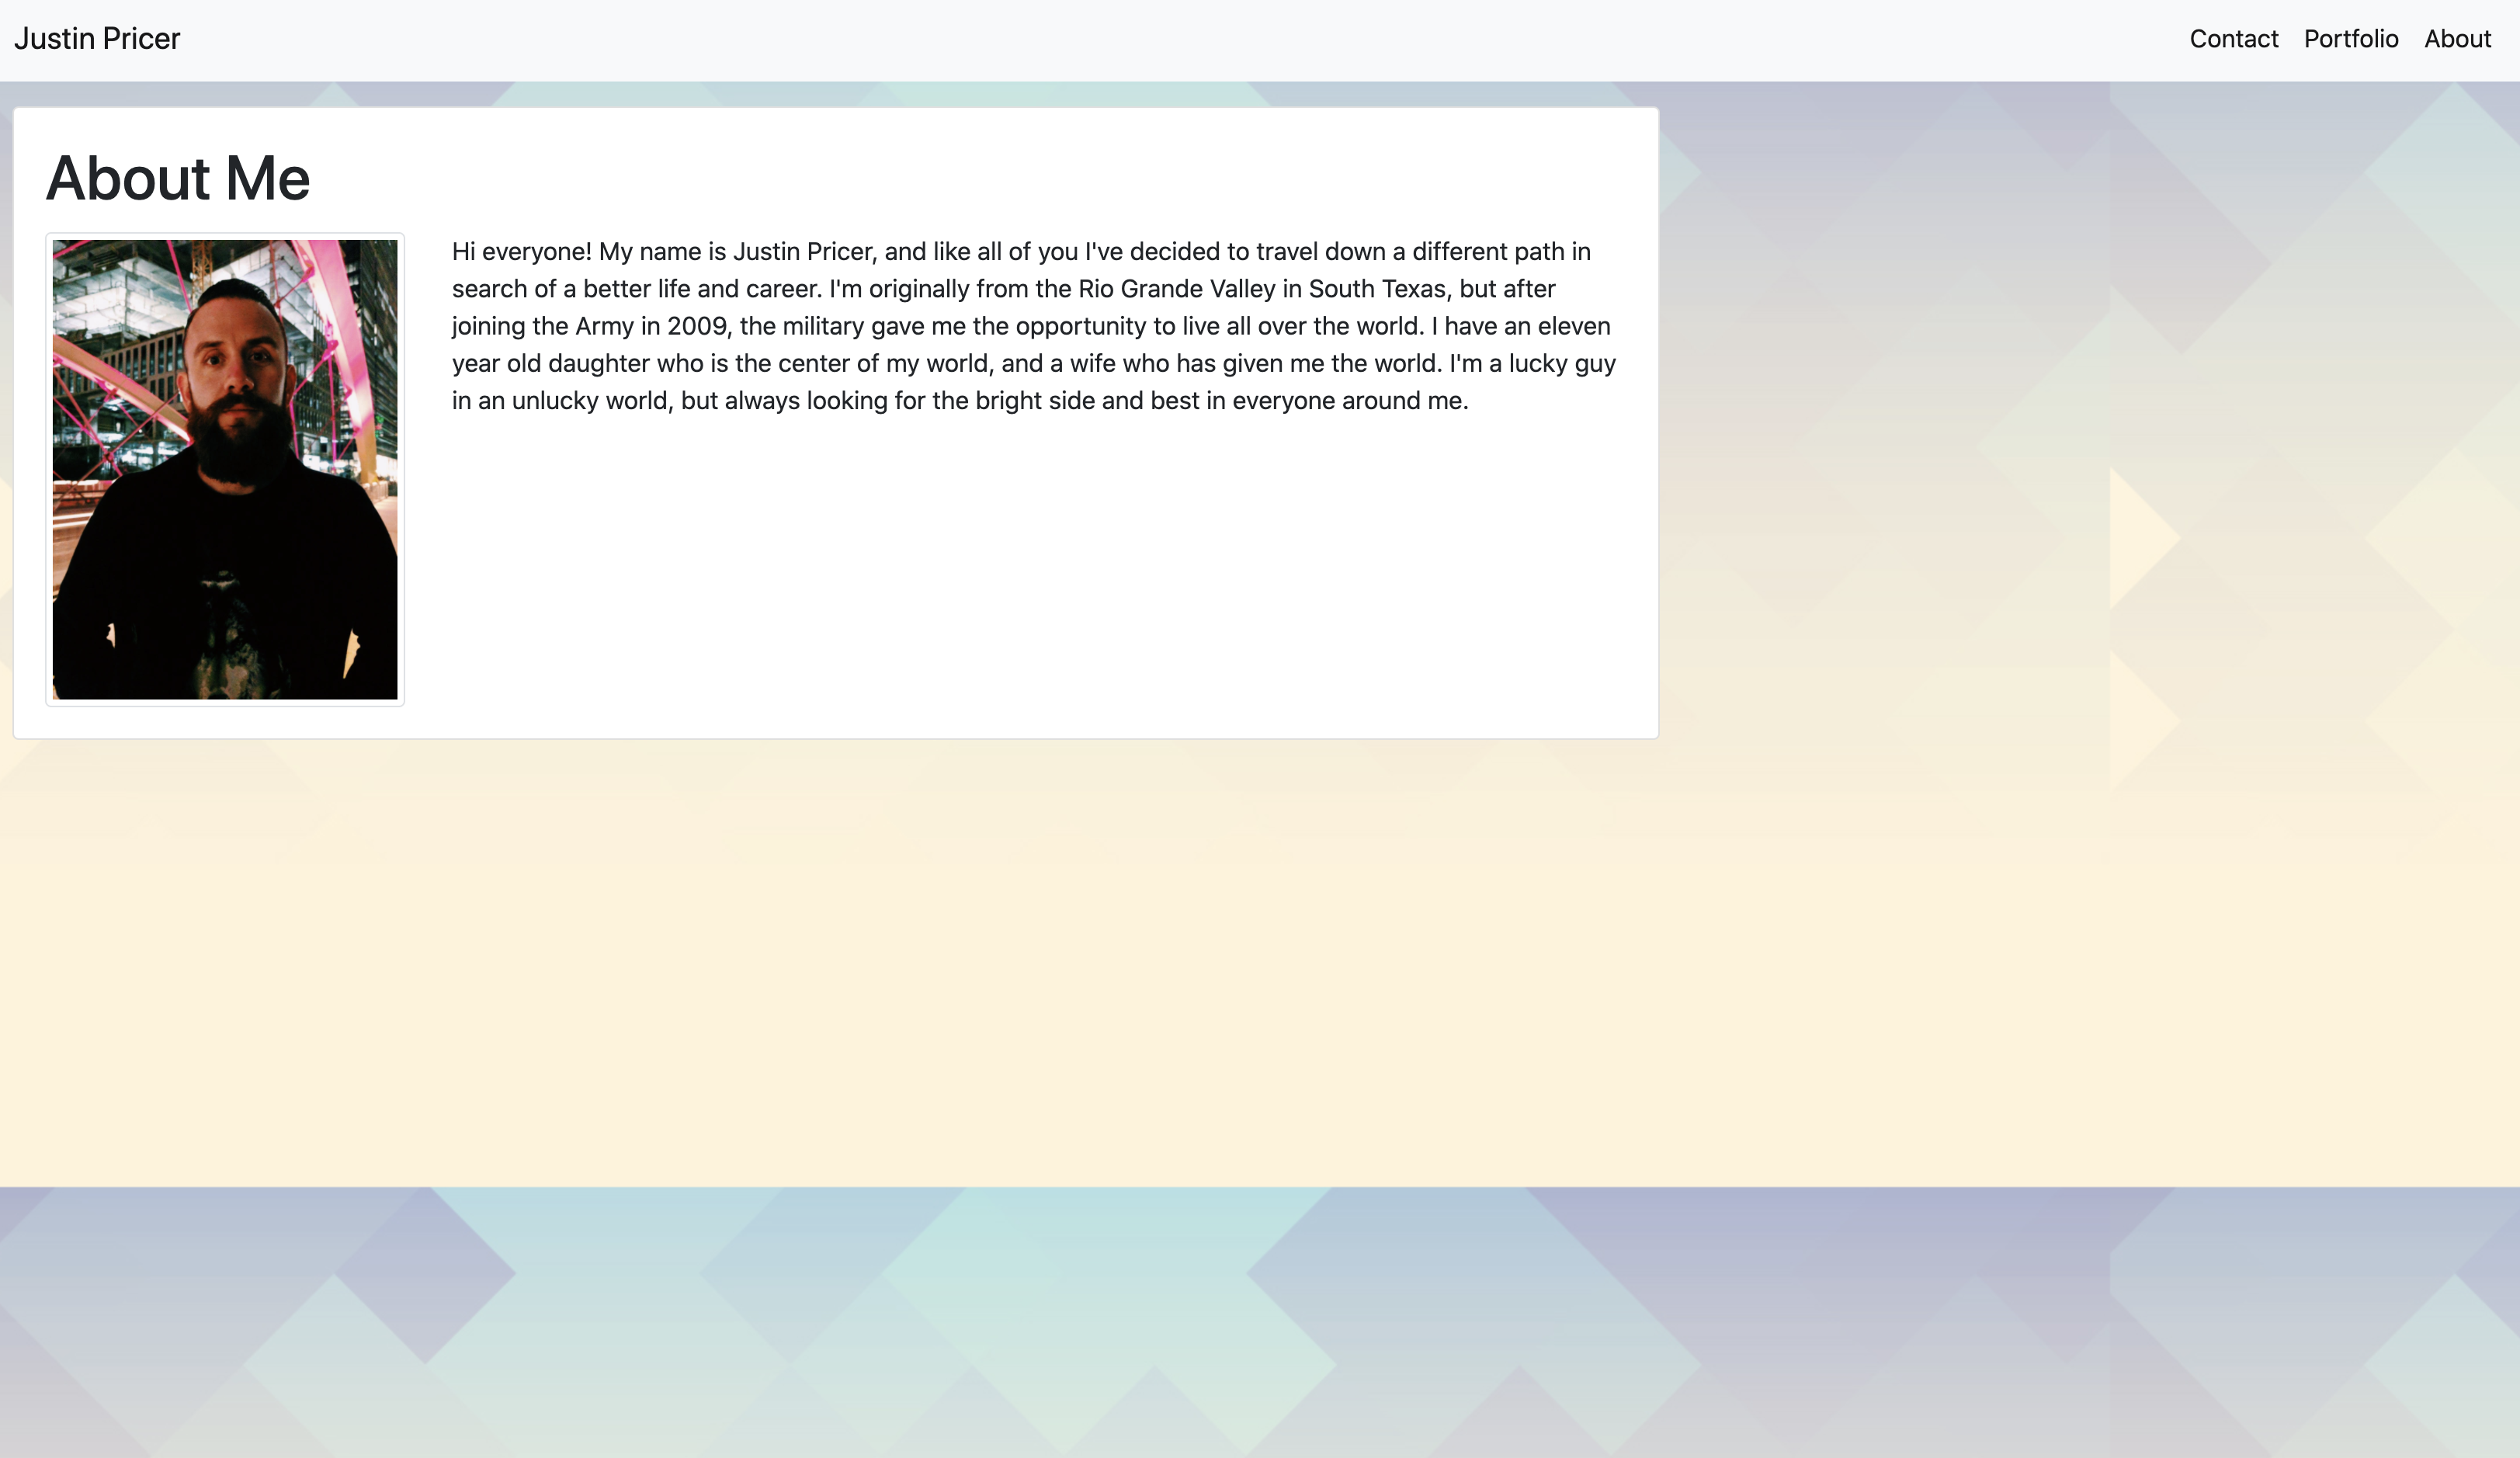 Justin Pricer
Contact Portfolio About
About Me
Hi everyone! My name is Justin Pricer, and like all of you I've decided to travel down a different path in
search of a better life and career. I'm originally from the Rio Grande Valley in South Texas, but after
joining the Army in 2009, the military gave me the opportunity to live all over the world. I have an eleven
year old daughter who is the center of my world, and a wife who has given me the world. I'm a lucky guy
in an unlucky world, but always looking for the bright side and best in everyone around me.